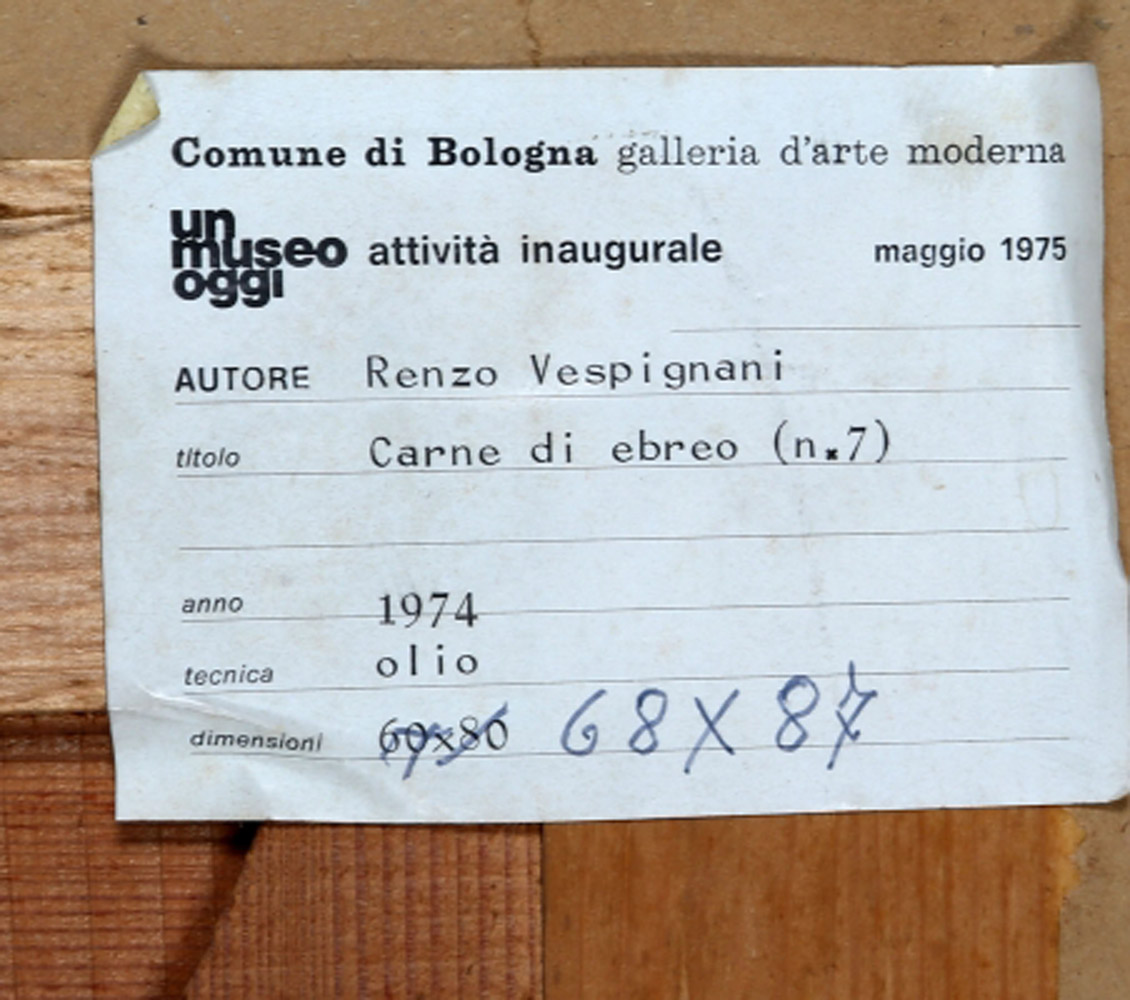 Comune di Bologna galleria d'arte moderna
un
museo attività inaugurale maggio 1975
oggi
AUTORE Renzo Vespignani
titolo Carne di ebreo (n.7)
anno 1974
tecnica olio
dimensioni 60x80 68X87